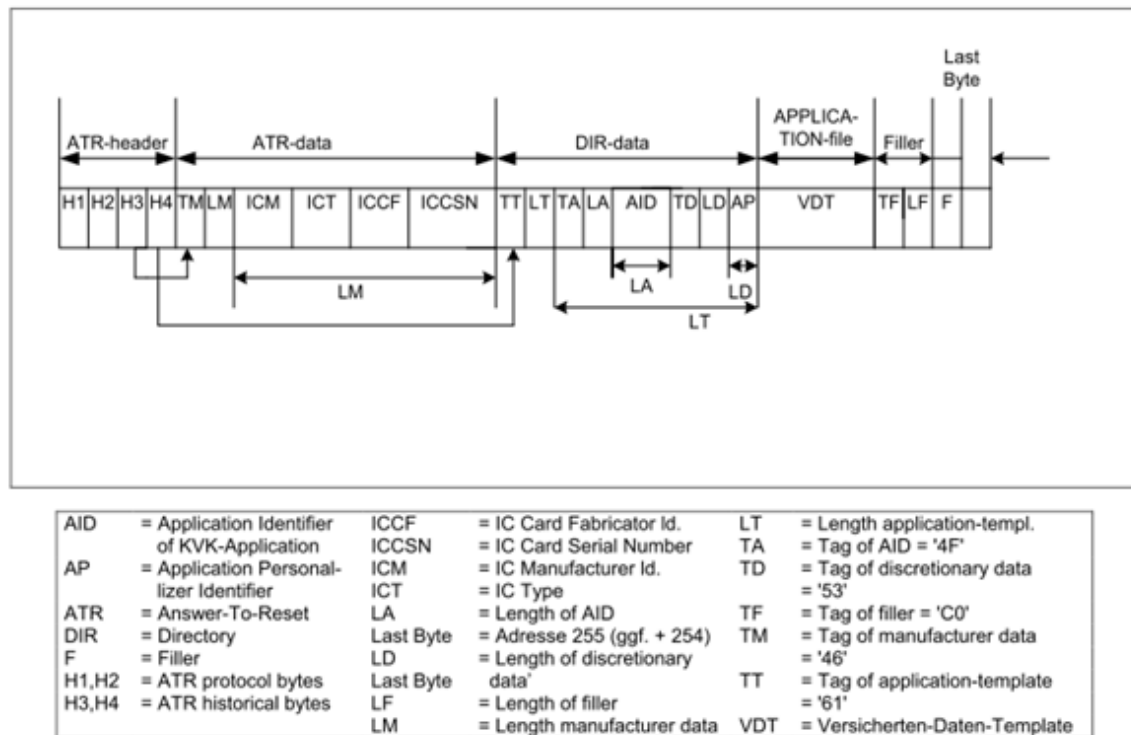 Last
Byte
ATR-header ATR-data DIR-data APPLICA-
TION-file Filler
H1 H2 H3 H4 TM LM ICM ICT ICCF ICCSN TT LT TA LA AID TD LD AP VDT TF LF F
LM LA LD
LT
AID = Application Identifier ICCF = IC Card Fabricator Id. LT = Length application-templ.
of KVK-Application ICCSN = IC Card Serial Number TA = Tag of AID = '4F'
AP = Application Personal- ICM = IC Manufacturer Id. TD = Tag of discretionary data
lizer Identifier ICT = IC Type = '53'
ATR = Answer-To-Reset LA = Length of AID TF = Tag of filler = 'C0'
DIR = Directory Last Byte = Adresse 255 (ggf. + 254) TM = Tag of manufacturer data
F = Filler LD = Length of discretionary = '46'
H1,H2 = ATR protocol bytes Last Byte data' TT = Tag of application-template
H3,H4 = ATR historical bytes LF = Length of filler = '61'
LM = Length manufacturer data VDT = Versicherten-Daten-Template